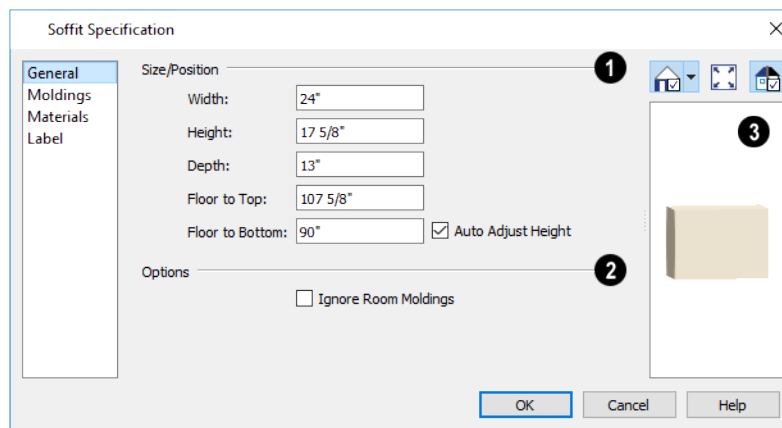 Soffit Specification
General
Moldings
Materials
Label
Size/Position
1
Width: 24"
Height: 17 5/8"
Depth: 13"
Floor to Top: 107 5/8"
Floor to Bottom: 90" Auto Adjust Height
Options
2
Ignore Room Moldings
3
OK Cancel Help